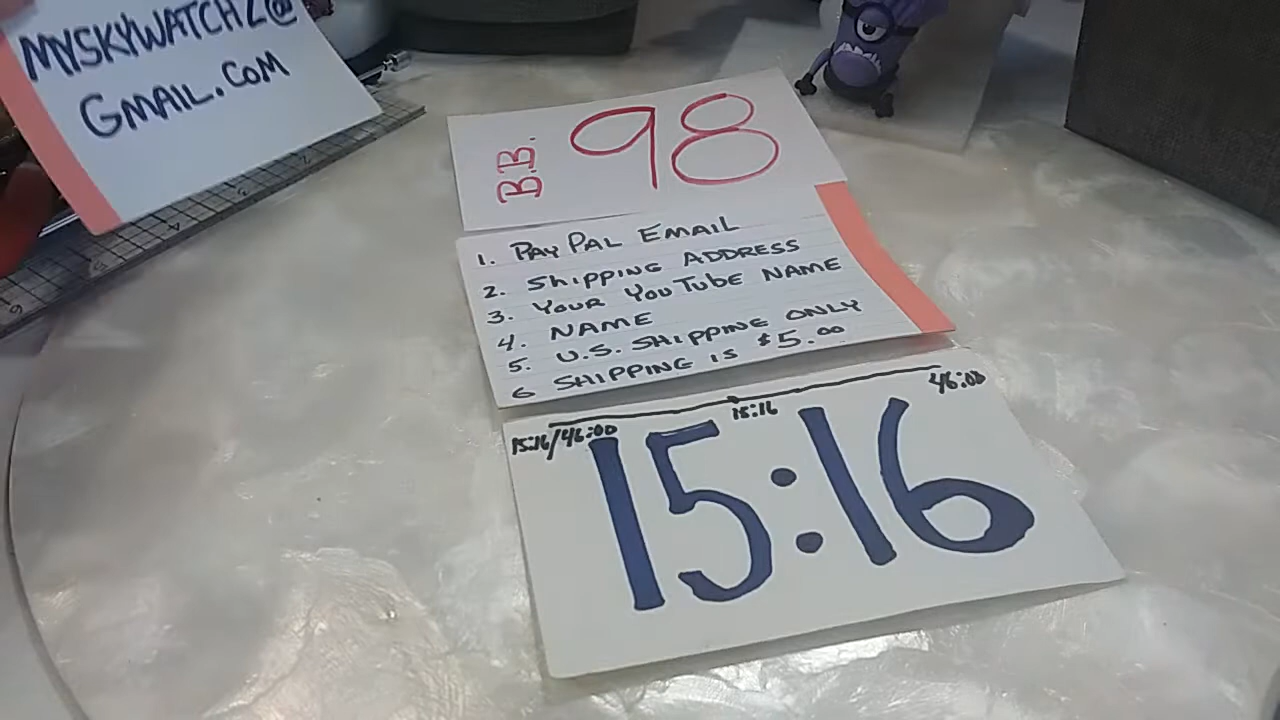 MYSKYWATCHZ@
GMAIL.COM
B.B. 98
1. PAYPAL EMAIL
2. SHIPPING ADDRESS
3. YOUR YOUTUBE NAME
4. NAME
5. U.S. SHIPPING ONLY
6 SHIPPING IS $5.00
15:16/46:00 15:16 46:00
15:16